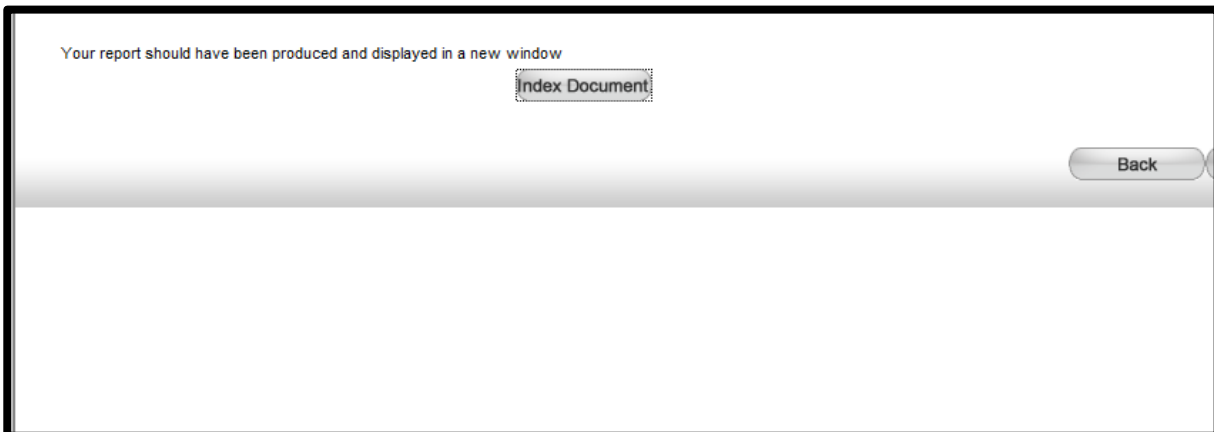 Your report should have been produced and displayed in a new window
Index Document
Back